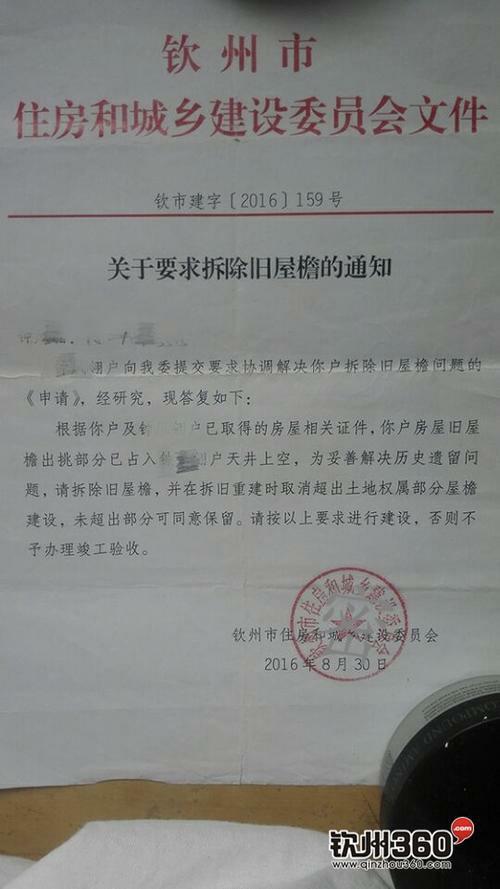 钦州市
住房和城乡建设委员会文件
钦市建字〔2016〕159号
关于要求拆除旧屋檐的通知
翊户向我委提交要求协调解决你户拆除旧屋檐问题的
《申请》，经研究，现答复如下：
根据你户及钟 户已取得的房屋相关证件，你户房屋旧屋
檐出挑部分已占入 户天井上空，为妥善解决历史遗留问
题，请拆除旧屋檐，并在拆旧重建时取消超出土地权属部分屋檐
建设，未超出部分可同意保留。请按以上要求进行建设，否则不
予办理竣工验收。
钦州市住房和城乡建设委员会
钦州市住房和城乡建设委员会
2016年8月30日
COMPOUND
钦州360.com
www.qinzhou360.com